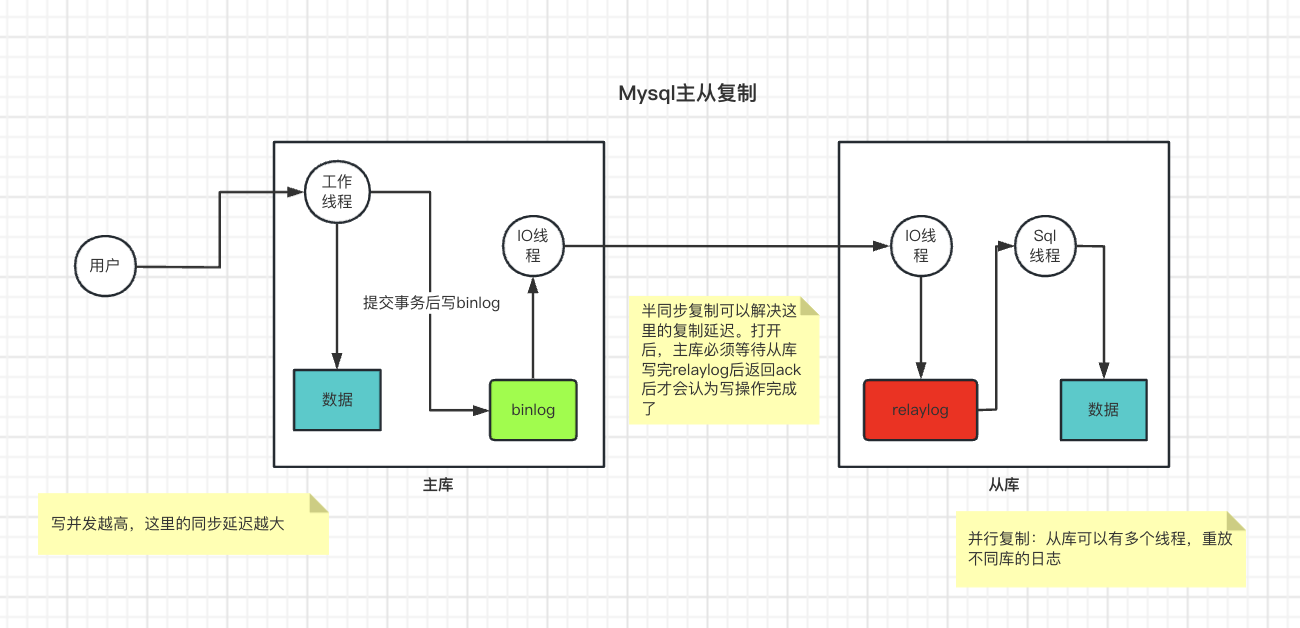 Mysql主从复制
用户
工作
线程
提交事务后写binlog
数据
IO线
程
binlog
主库
写并发越高，这里的同步延迟越大
半同步复制可以解决这
里的复制延迟。打开
后，主库必须等待从库
写完relaylog后返回ack
后才会认为写操作完成
了
IO线
程
Sql
线程
relaylog
数据
从库
并行复制：从库可以有多个线程，重放
不同库的日志